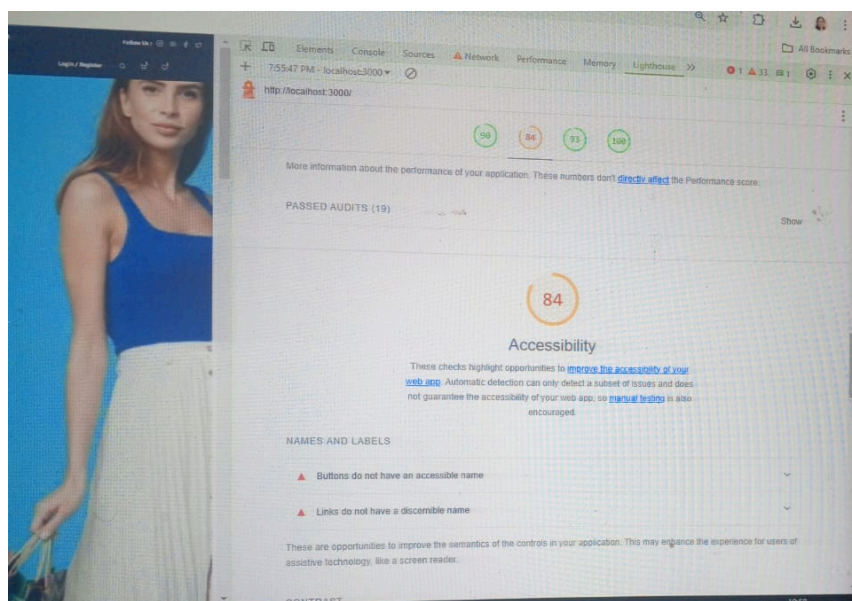 Follow Us :
Login / Register
Elements Console Sources Network Performance Memory Lighthouse
1 33 1
All Bookmarks
7:55:47 PM - localhost:3000
http://localhost:3000/
90 84 93 100
More information about the performance of your application. These numbers don't directly affect the Performance score.
PASSED AUDITS (19)
Show
84
Accessibility
These checks highlight opportunities to improve the accessibility of your
web app. Automatic detection can only detect a subset of issues and does
not guarantee the accessibility of your web app, so manual testing is also
encouraged.
NAMES AND LABELS
Buttons do not have an accessible name
Links do not have a discernible name
These are opportunities to improve the semantics of the controls in your application. This may enhance the experience for users of
assistive technology, like a screen reader.
CONTRAST